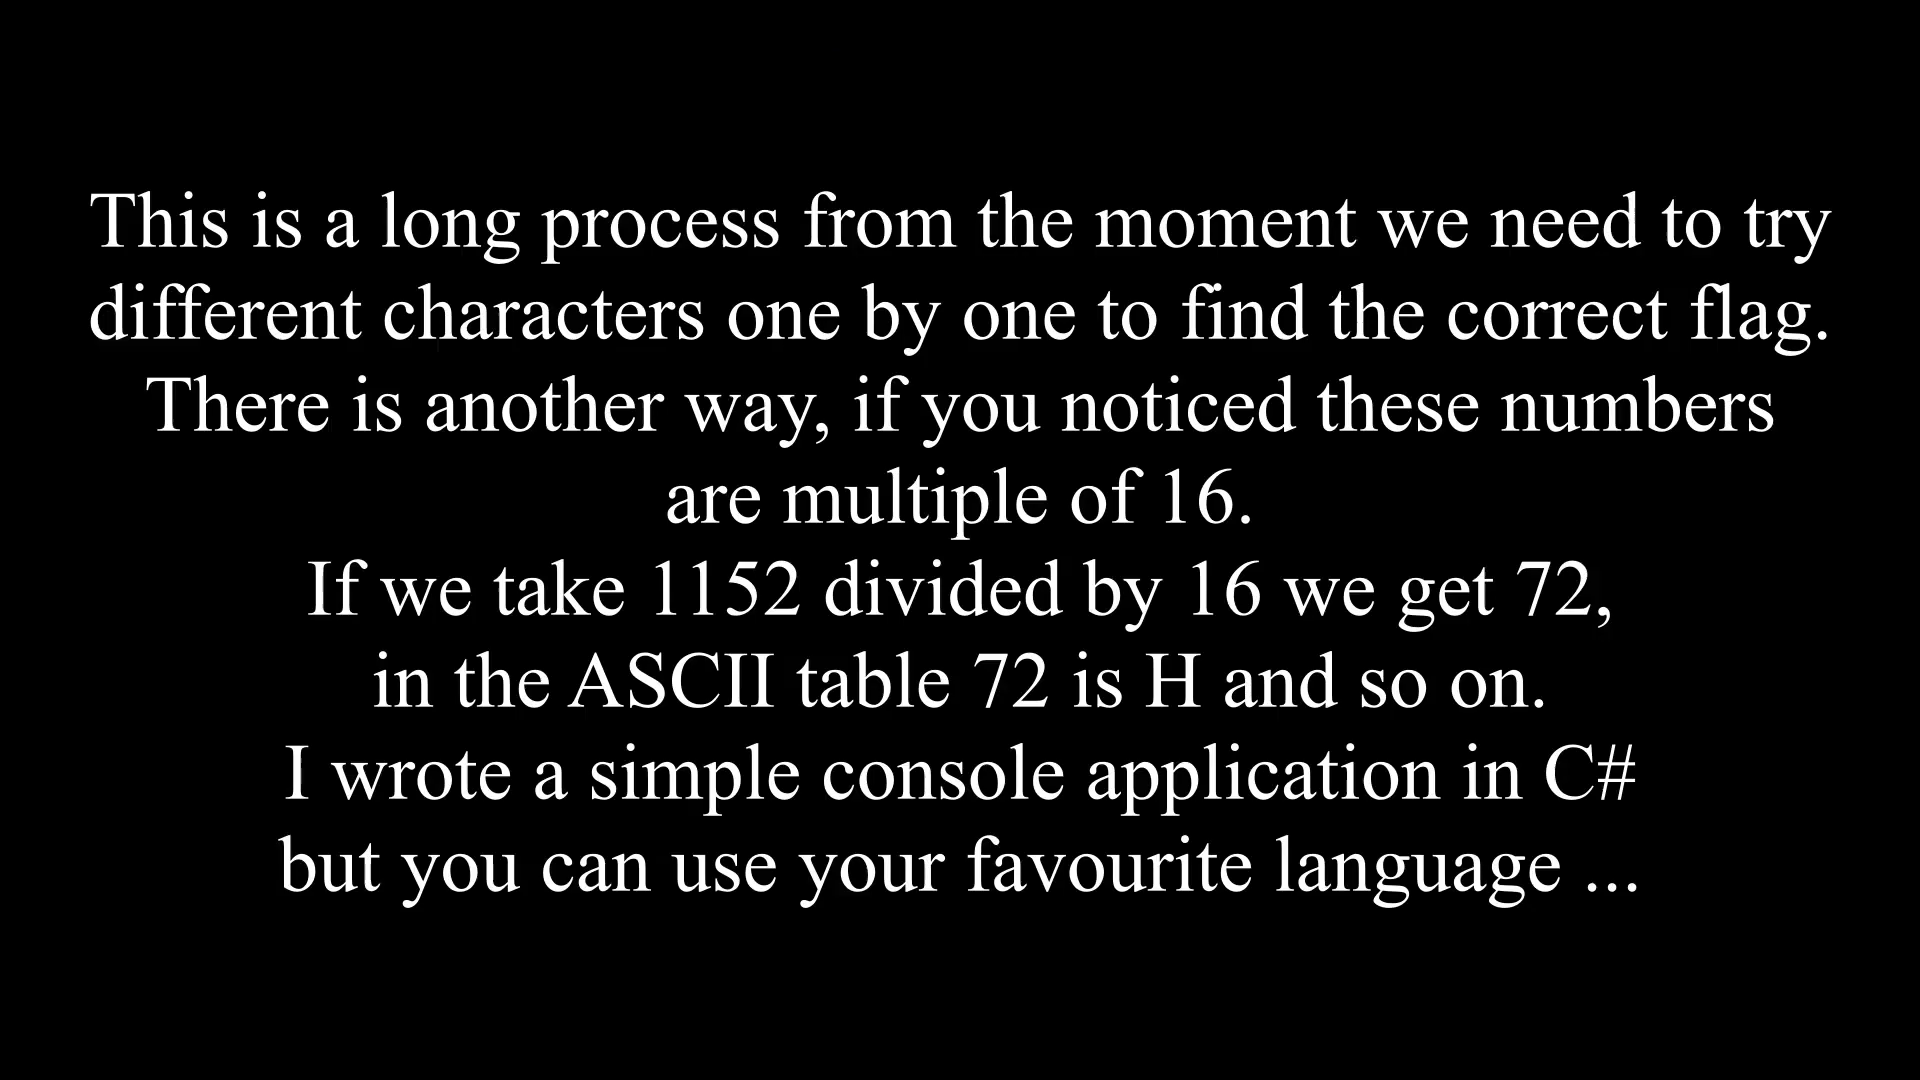 This is a long process from the moment we need to try
different characters one by one to find the correct flag.
There is another way, if you noticed these numbers
are multiple of 16.
If we take 1152 divided by 16 we get 72,
in the ASCII table 72 is H and so on.
I wrote a simple console application in C#
but you can use your favourite language ...